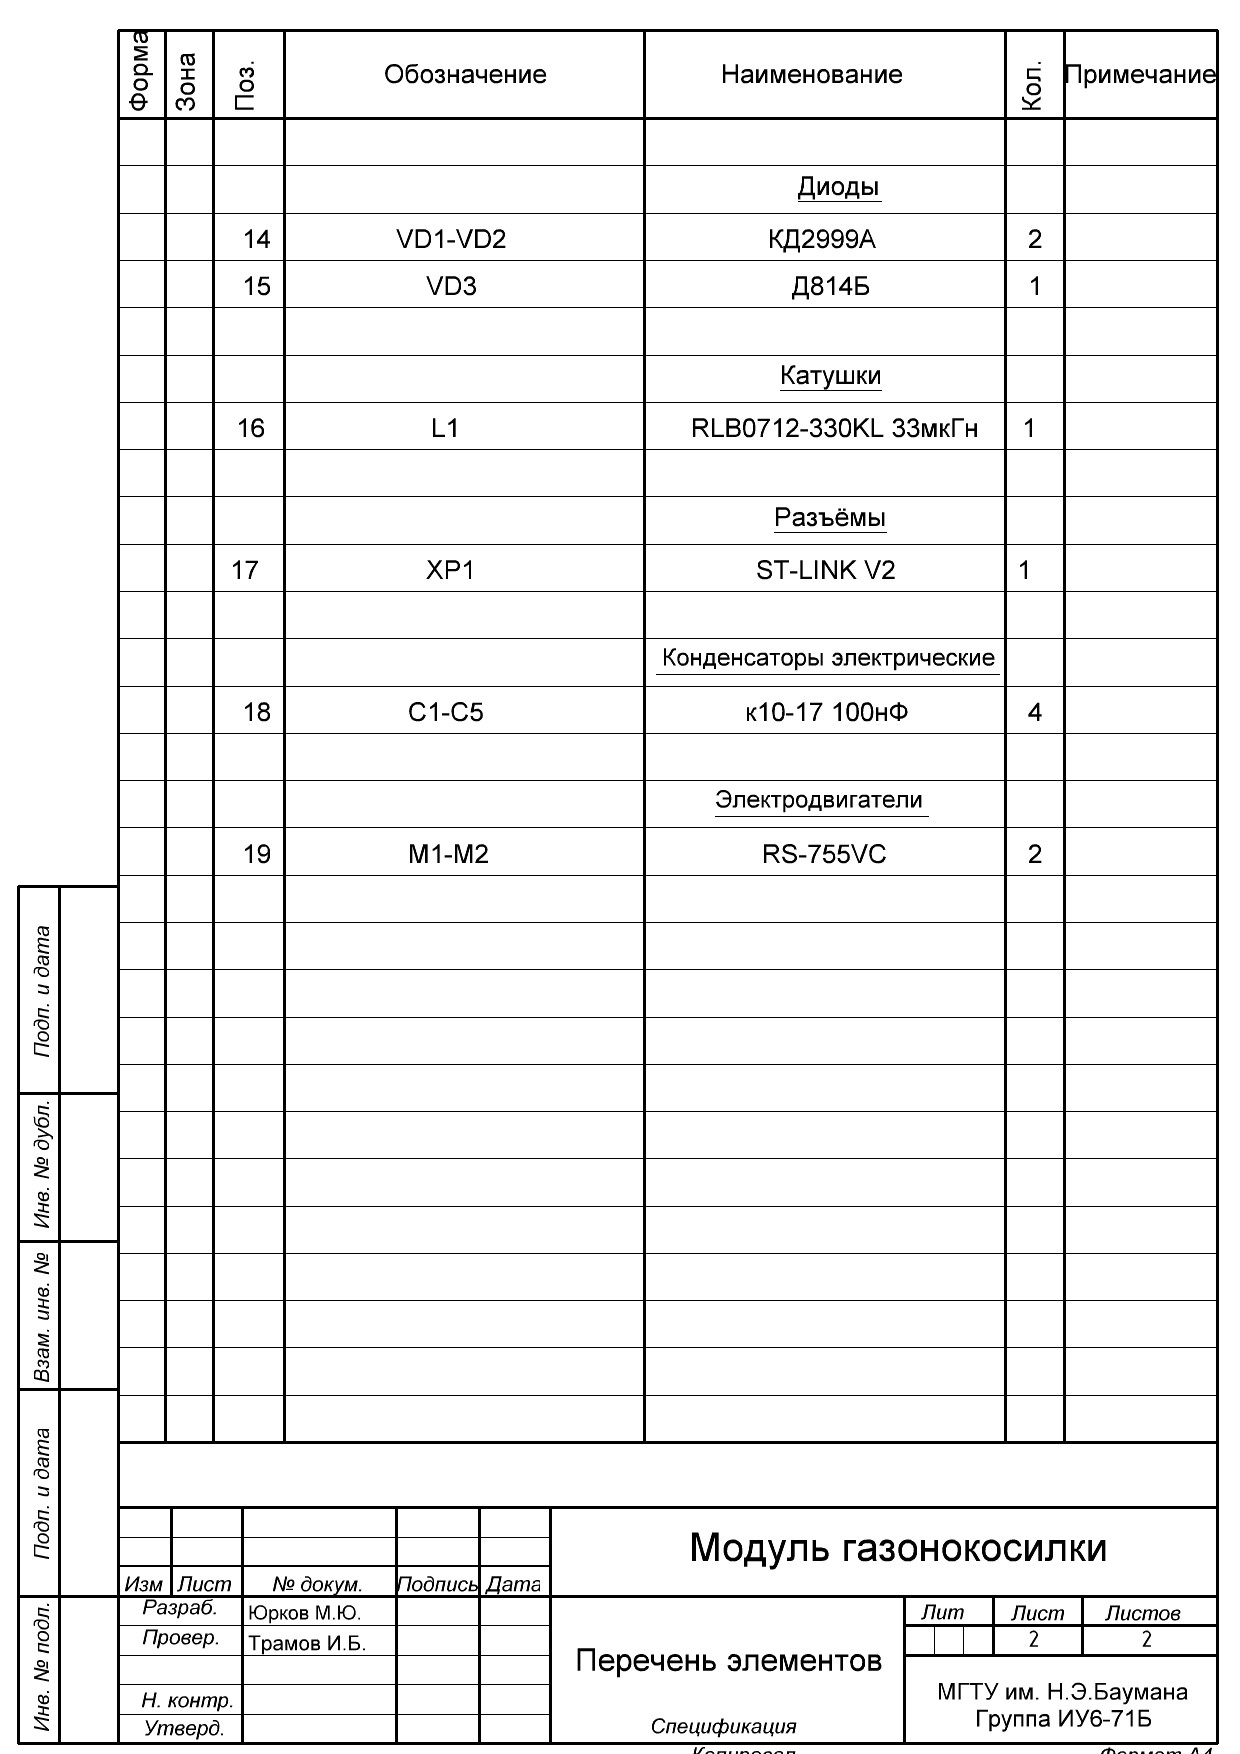 Форма Зона Поз. Обозначение Наименование Кол. Примечание
Диоды
14 VD1-VD2 КД2999А 2
15 VD3 Д814Б 1
Катушки
16 L1 RLB0712-330KL 33мкГн 1
Разъёмы
17 XP1 ST-LINK V2 1
Конденсаторы электрические
18 C1-C5 к10-17 100нФ 4
Электродвигатели
19 M1-M2 RS-755VC 2
Подп. и дата
Инв. № дубл.
Взам. инв. №
Подп. и дата
Инв. № подл.
Модуль газонокосилки
Изм Лист № докум. Подпись Дата
Разраб. Юрков М.Ю.
Провер. Трамов И.Б.
Н. контр.
Утверд.
Перечень элементов
Спецификация
Лит Лист Листов
2 2
МГТУ им. Н.Э.Баумана
Группа ИУ6-71Б
Копировал Формат А4